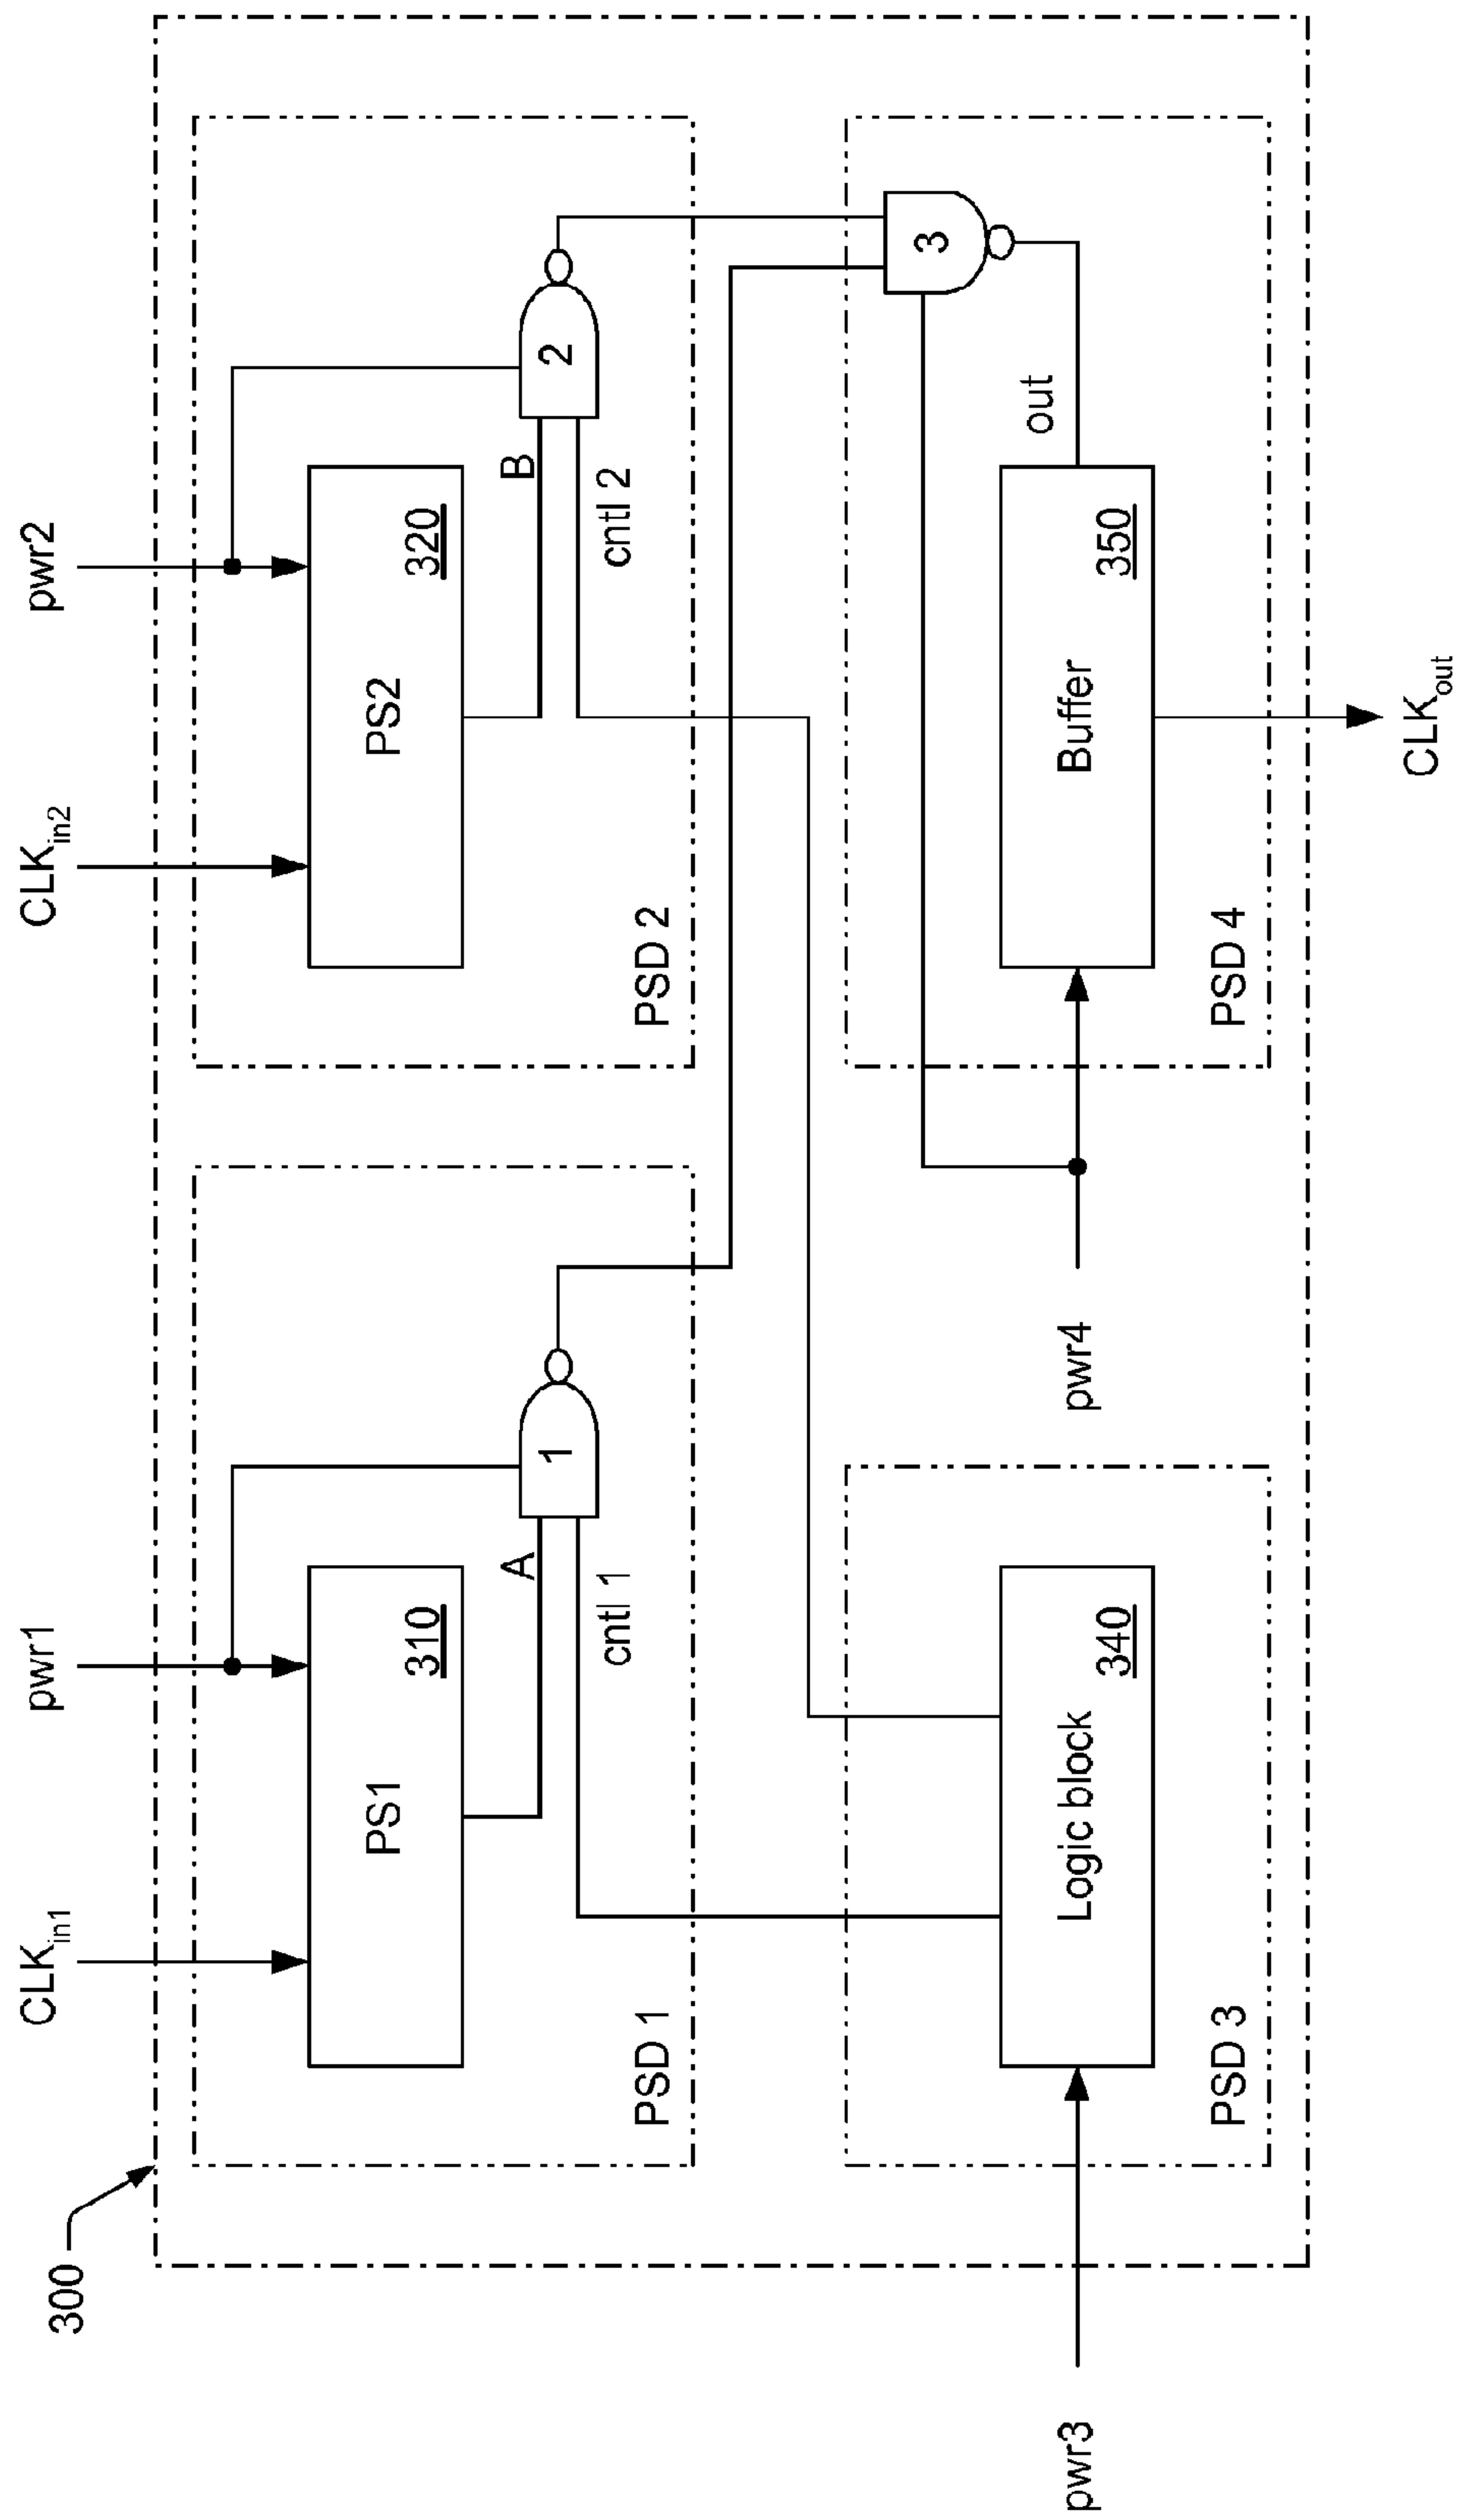 300
CLKin1
pwr1
CLKin2
pwr2
PS1
310
A
cntl 1
1
PSD 1
PS2
320
B
cntl 2
2
PSD 2
3
out
Logic block
340
PSD 3
pwr3
pwr4
Buffer
350
PSD 4
CLKout